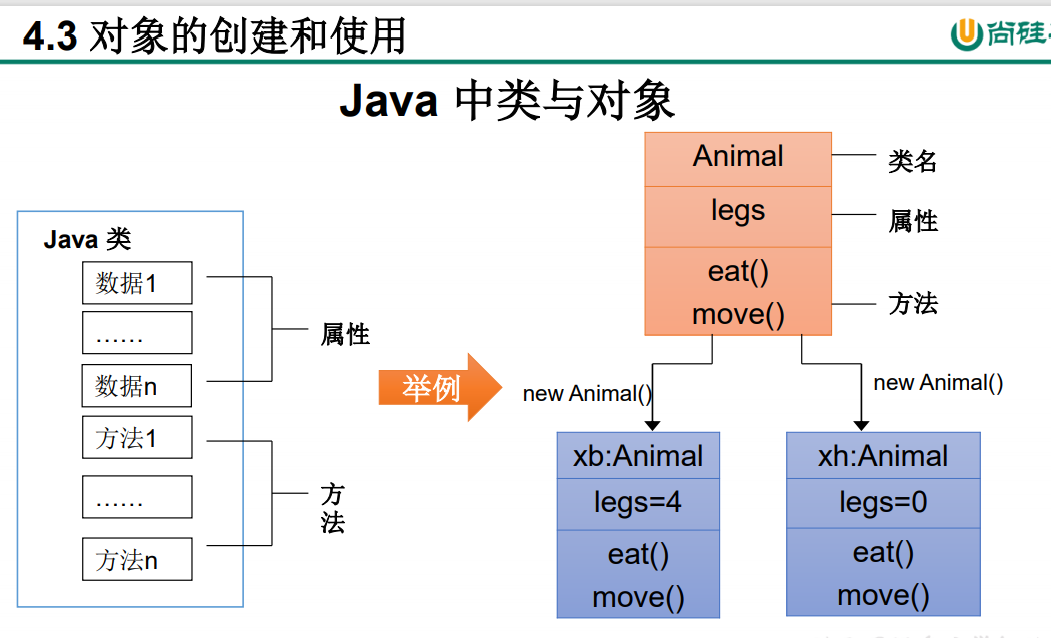 4.3 对象的创建和使用
尚硅
Java 中类与对象
Java 类
数据1
……
数据n
方法1
……
方法n
属性
方
法
举例
Animal
legs
eat()
move()
类名
属性
方法
new Animal()
new Animal()
xb:Animal
legs=4
eat()
move()
xh:Animal
legs=0
eat()
move()